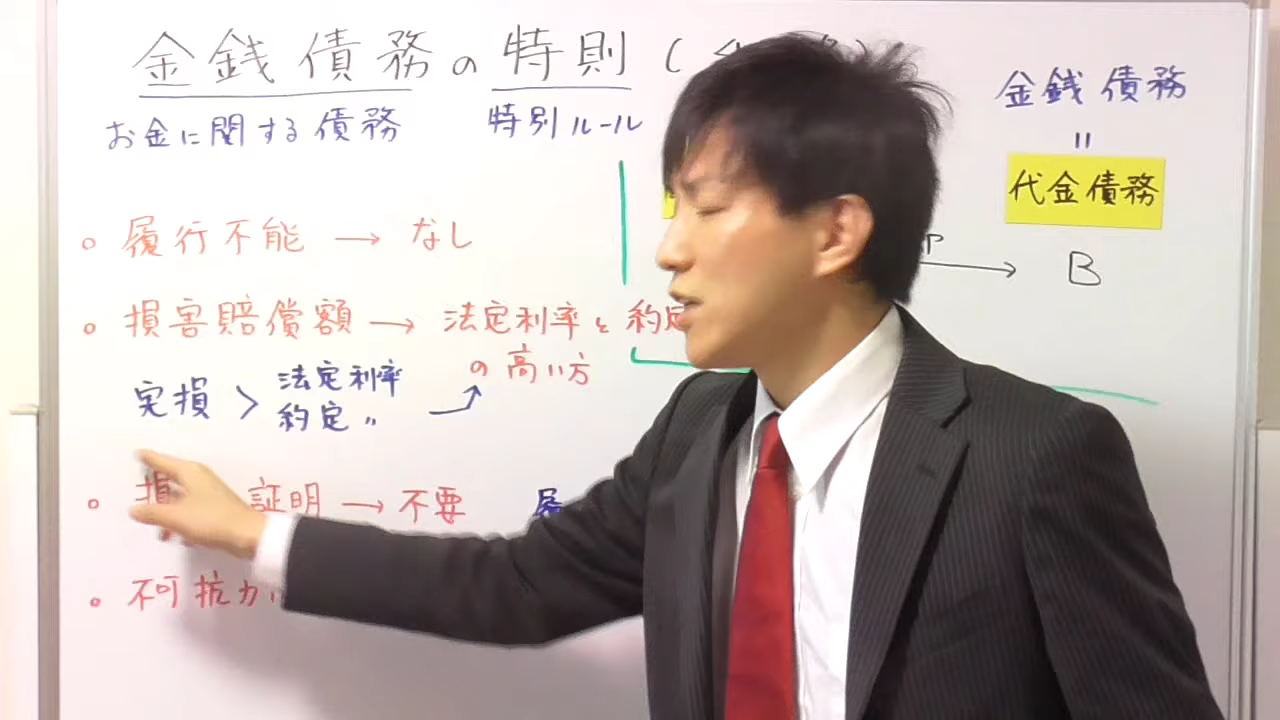 金銭債務の特則(
お金に関する債務 特別ルール
金銭債務
=
代金債務
B
○ 履行不能 → なし
○ 損害賠償額 → 法定利率と約定
の高い方
実損 > 法定利率
約定 〃
○ 損 証明 → 不要
○ 不可抗力